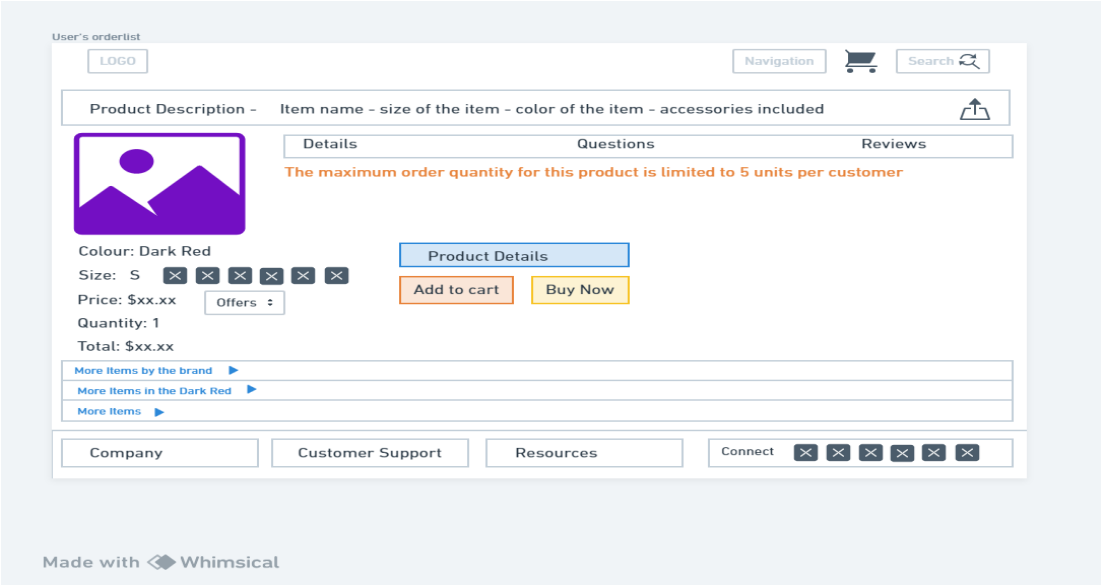 User's orderlist
LOGO
Navigation
Search
Product Description - Item name - size of the item - color of the item - accessories included
Details Questions Reviews
The maximum order quantity for this product is limited to 5 units per customer
Colour: Dark Red
Product Details
Size: S
Add to cart Buy Now
Price: $xx.xx Offers
Quantity: 1
Total: $xx.xx
More Items by the brand
More Items in the Dark Red
More Items
Company Customer Support Resources Connect
Made with Whimsical